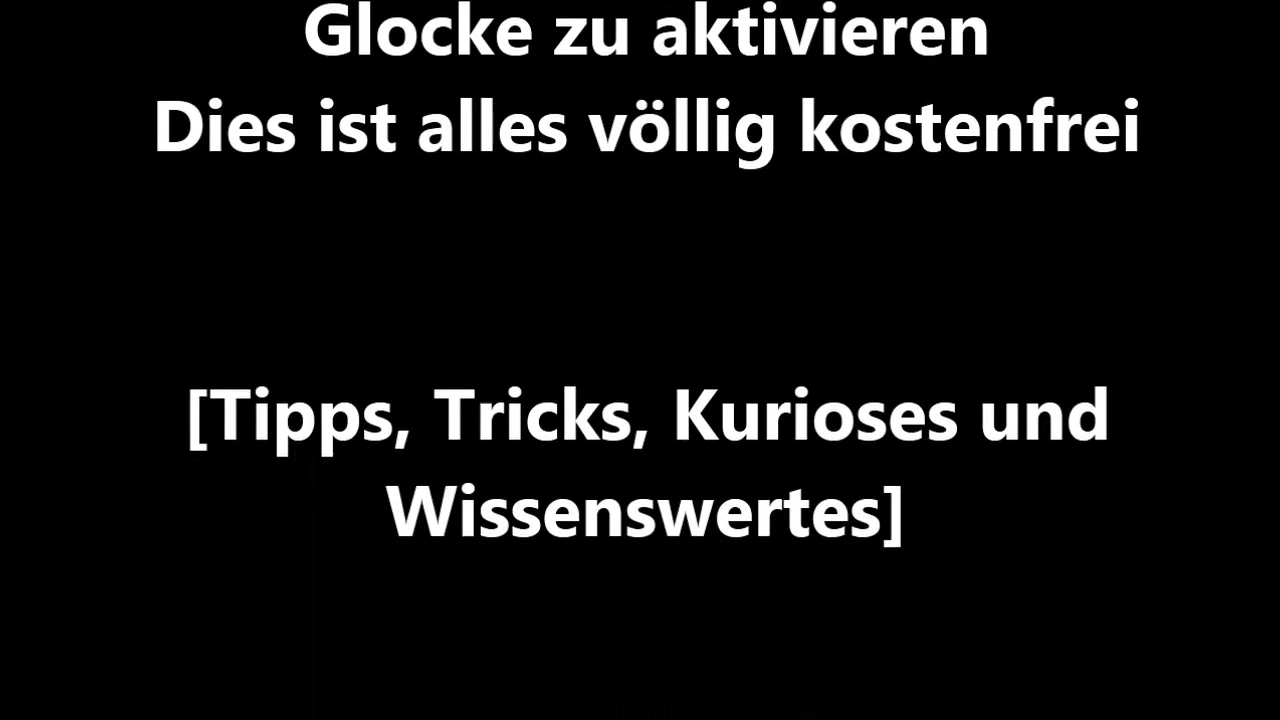 Glocke zu aktivieren
Dies ist alles völlig kostenfrei
[Tipps, Tricks, Kurioses und
Wissenswertes]